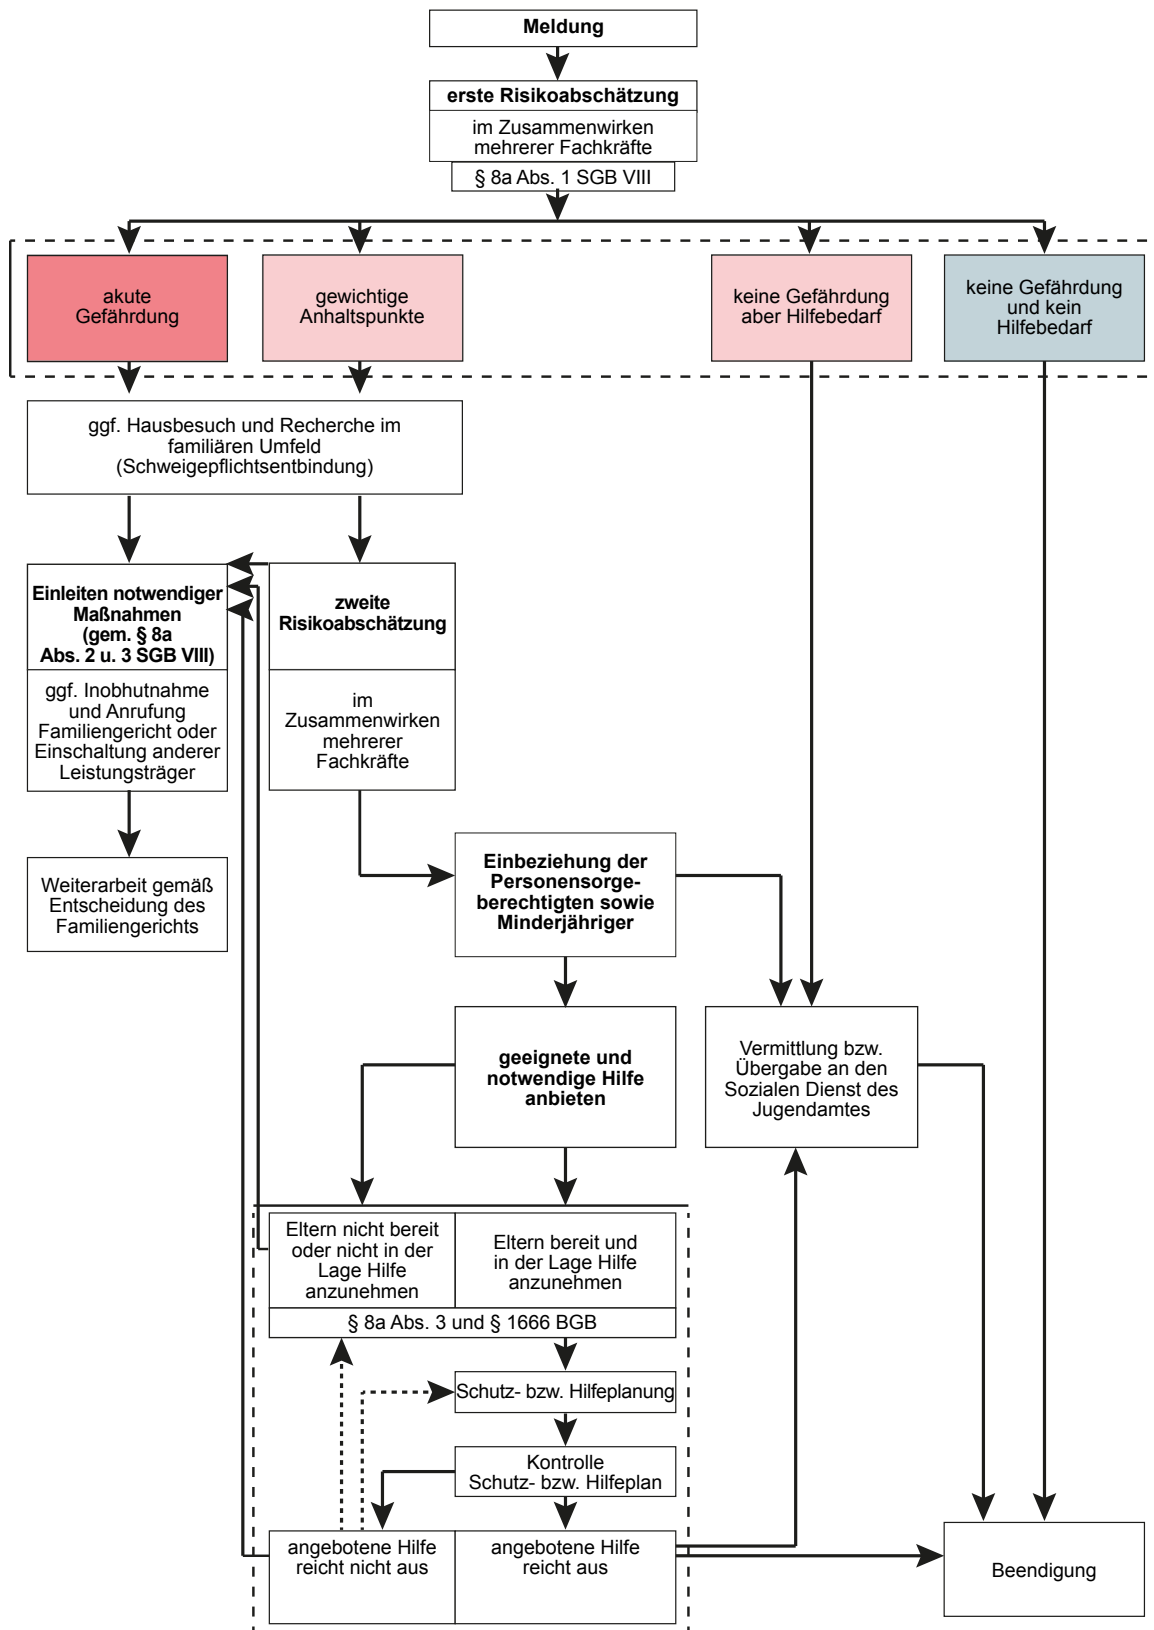 Meldung
erste Risikoabschätzung
im Zusammenwirken
mehrerer Fachkräfte
§ 8a Abs. 1 SGB VIII
akute
Gefährdung
gewichtige
Anhaltspunkte
keine Gefährdung
aber Hilfebedarf
keine Gefährdung
und kein
Hilfebedarf
ggf. Hausbesuch und Recherche im
familiären Umfeld
(Schweigepflichtsentbindung)
Einleiten notwendiger
Maßnahmen
(gem. § 8a
Abs. 2 u. 3 SGB VIII)
ggf. Inobhutnahme
und Anrufung
Familiengericht oder
Einschaltung anderer
Leistungsträger
zweite
Risikoabschätzung
im
Zusammenwirken
mehrerer
Fachkräfte
Weiterarbeit gemäß
Entscheidung des
Familiengerichts
Einbeziehung der
Personensorge-
berechtigten sowie
Minderjähriger
geeignete und
notwendige Hilfe
anbieten
Vermittlung bzw.
Übergabe an den
Sozialen Dienst des
Jugendamtes
Eltern nicht bereit
oder nicht in der
Lage Hilfe
anzunehmen
Eltern bereit und
in der Lage Hilfe
anzunehmen
§ 8a Abs. 3 und § 1666 BGB
Schutz- bzw. Hilfeplanung
Kontrolle
Schutz- bzw. Hilfeplan
angebotene Hilfe
reicht nicht aus
angebotene Hilfe
reicht aus
Beendigung